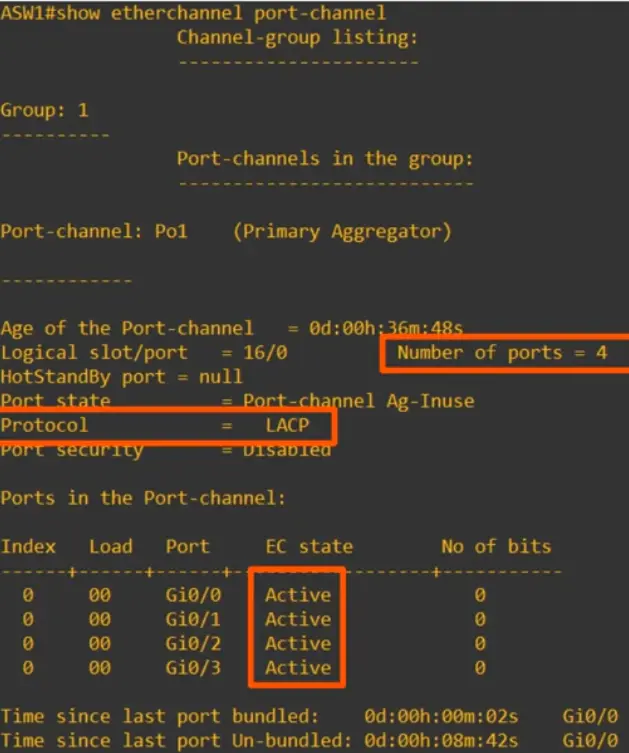 ASW1#show etherchannel port-channel
Channel-group listing:
----------------------
Group: 1
----------
Port-channels in the group:
---------------------------
Port-channel: Po1    (Primary Aggregator)
------------
Age of the Port-channel   = 0d:00h:36m:48s
Logical slot/port   = 16/0          Number of ports = 4
HotStandBy port = null
Port state          = Port-channel Ag-Inuse
Protocol            =   LACP
Port security       = Disabled
Ports in the Port-channel:
Index   Load   Port     EC state        No of bits
------+------+------+------------------+-----------
  0     00     Gi0/0    Active             0
  0     00     Gi0/1    Active             0
  0     00     Gi0/2    Active             0
  0     00     Gi0/3    Active             0
Time since last port bundled:    0d:00h:00m:02s    Gi0/0
Time since last port Un-bundled: 0d:00h:08m:42s    Gi0/0